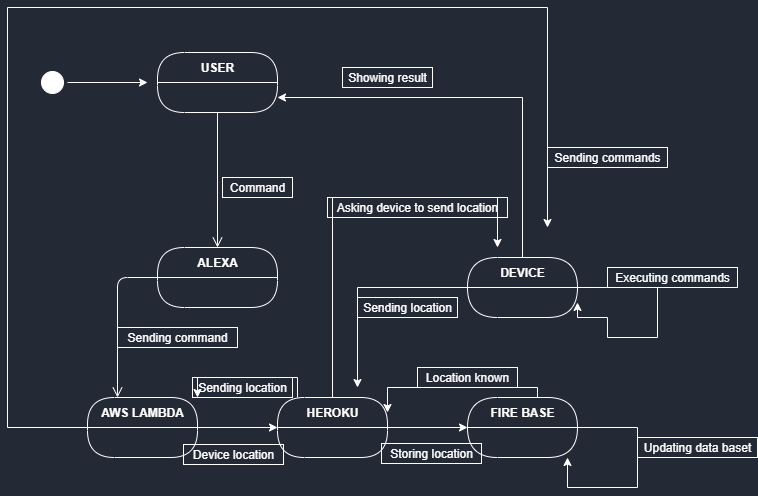 USER
Showing result
Sending commands
Command
Asking device to send location
ALEXA
DEVICE
Executing commands
Sending location
Sending command
Location known
Sending location
AWS LAMBDA
HEROKU
FIRE BASE
Device location
Storing location
Updating data baset